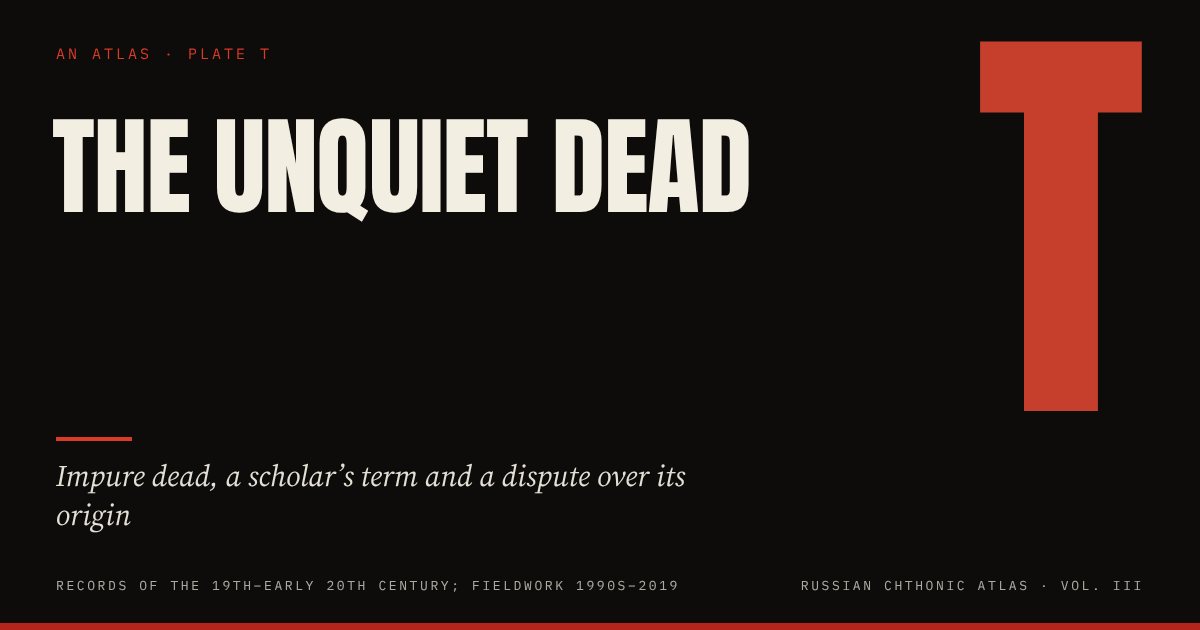 AN ATLAS · PLATE T
T
THE UNQUIET DEAD
Impure dead, a scholar’s term and a dispute over its
origin
RECORDS OF THE 19TH–EARLY 20TH CENTURY; FIELDWORK 1990S–2019
RUSSIAN CHTHONIC ATLAS · VOL. III